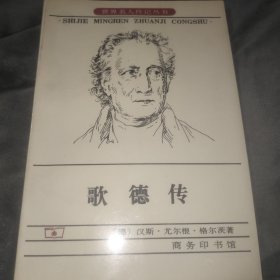 世界名人传记丛书
SHIJIE MINGREN ZHUANJI CONGSHU
歌德传
〔德〕汉斯·尤尔根·格尔茨著
商务印书馆